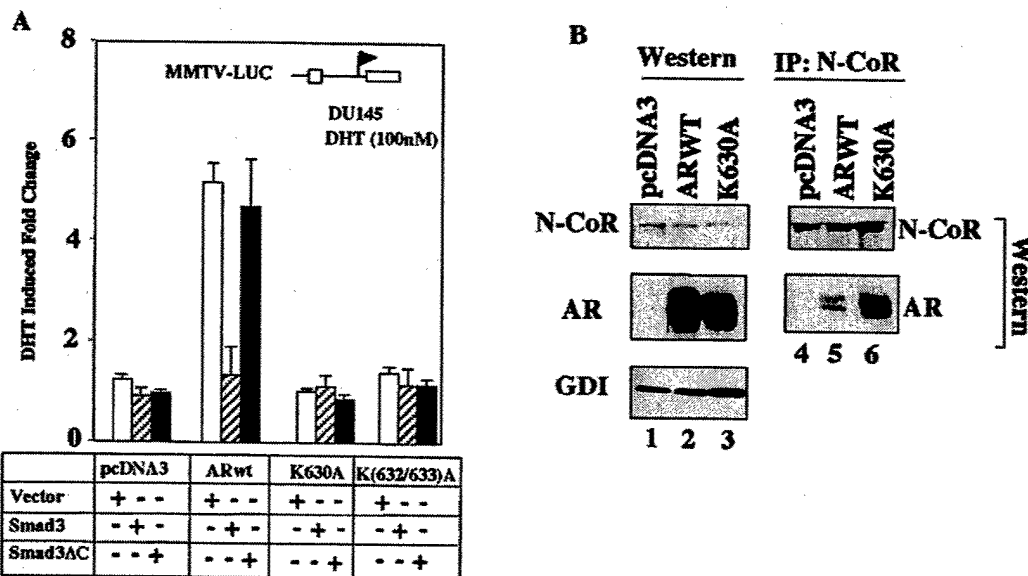 A
8
6
4
2
0
DHT Induced Fold Change
MMTV-LUC
DU145
DHT (100nM)
pcDNA3 ARwt K630A K(632/633)A
Vector + - - + - - + - - + - -
Smad3 - + - - + - - + - - + -
Smad3ΔC - - + - - + - - + - - +
B
Western IP: N-CoR
pcDNA3 ARWT K630A pcDNA3 ARWT K630A
N-CoR N-CoR
AR AR
4 5 6
GDI
1 2 3
Western